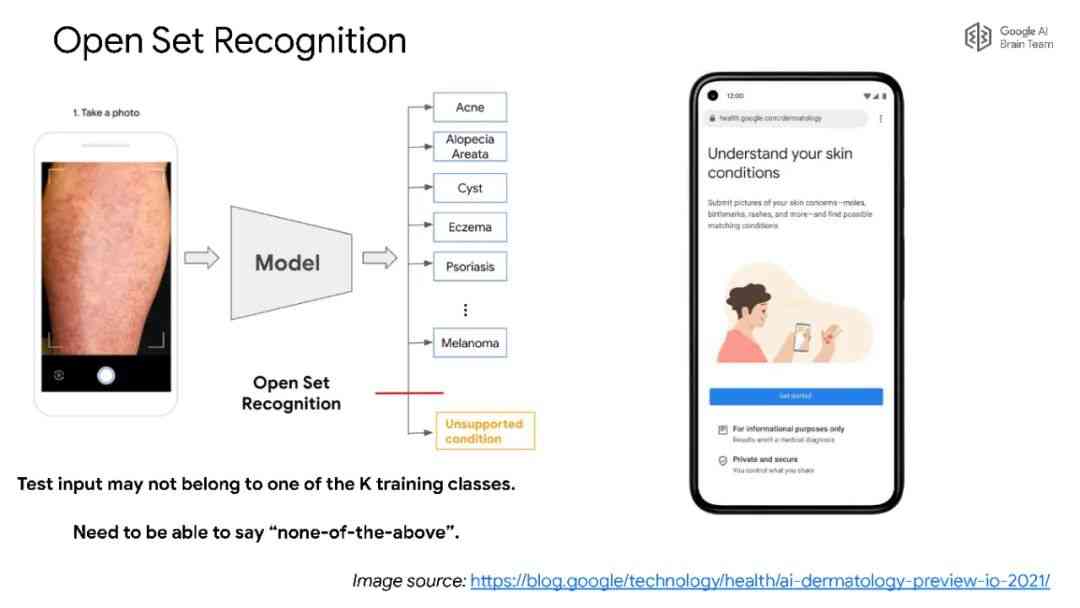 Open Set Recognition
Google AI
Brain Team
1. Take a photo
Model
Acne
Alopecia
Areata
Cyst
Eczema
Psoriasis
⋮
Melanoma
Open Set
Recognition
Unsupported
condition
Test input may not belong to one of the K training classes.
Need to be able to say “none-of-the-above”.
12:00
health.google.com/dermatology
Understand your skin
conditions
Submit pictures of your skin concerns—moles,
birthmarks, rashes, and more—and find possible
matching conditions
Get started
For informational purposes only
Results aren't a medical diagnosis
Private and secure
You control what you share
Image source: https://blog.google/technology/health/ai-dermatology-preview-io-2021/